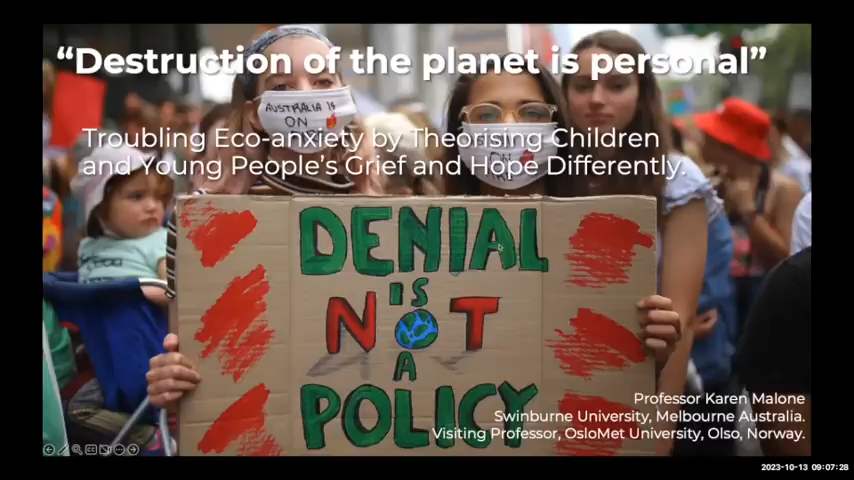 “Destruction of the planet is personal”
Troubling Eco-anxiety by Theorising Children
and Young People’s Grief and Hope Differently.
AUSTRALIA IS
ON
DENIAL
IS
NOT
A
POLICY
Professor Karen Malone
Swinburne University, Melbourne Australia.
Visiting Professor, OsloMet University, Olso, Norway.
2023-10-13 09:07:28